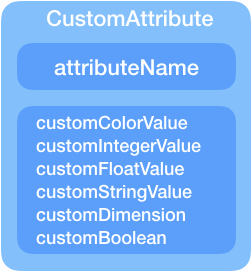 CustomAttribute
attributeName
customColorValue
customIntegerValue
customFloatValue
customStringValue
customDimension
customBoolean